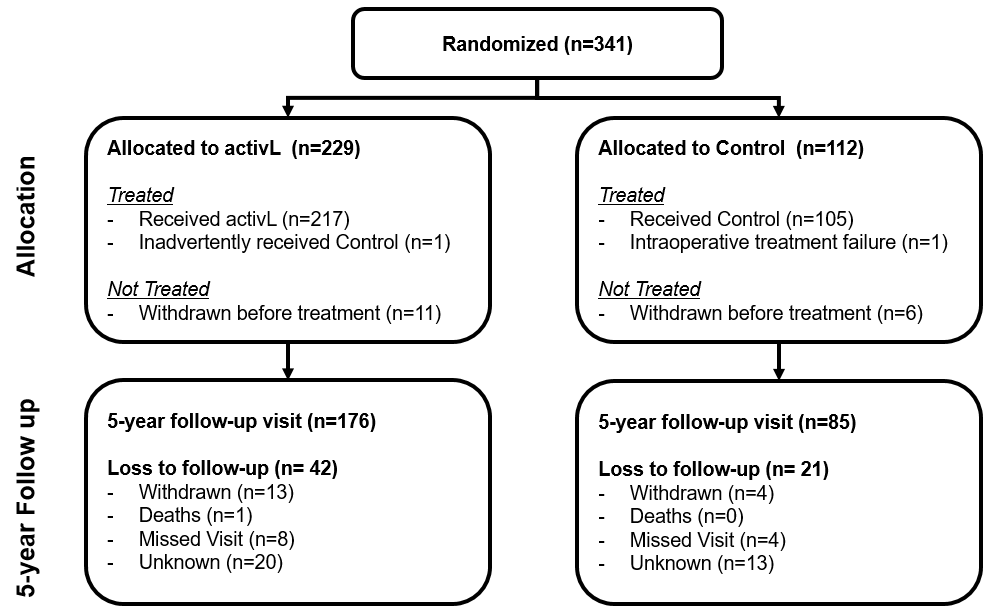 Randomized (n=341)
Allocation
Allocated to activL (n=229)
Treated
- Received activL (n=217)
- Inadvertently received Control (n=1)
Not Treated
- Withdrawn before treatment (n=11)
Allocated to Control (n=112)
Treated
- Received Control (n=105)
- Intraoperative treatment failure (n=1)
Not Treated
- Withdrawn before treatment (n=6)
5-year Follow up
5-year follow-up visit (n=176)
Loss to follow-up (n= 42)
- Withdrawn (n=13)
- Deaths (n=1)
- Missed Visit (n=8)
- Unknown (n=20)
5-year follow-up visit (n=85)
Loss to follow-up (n= 21)
- Withdrawn (n=4)
- Deaths (n=0)
- Missed Visit (n=4)
- Unknown (n=13)